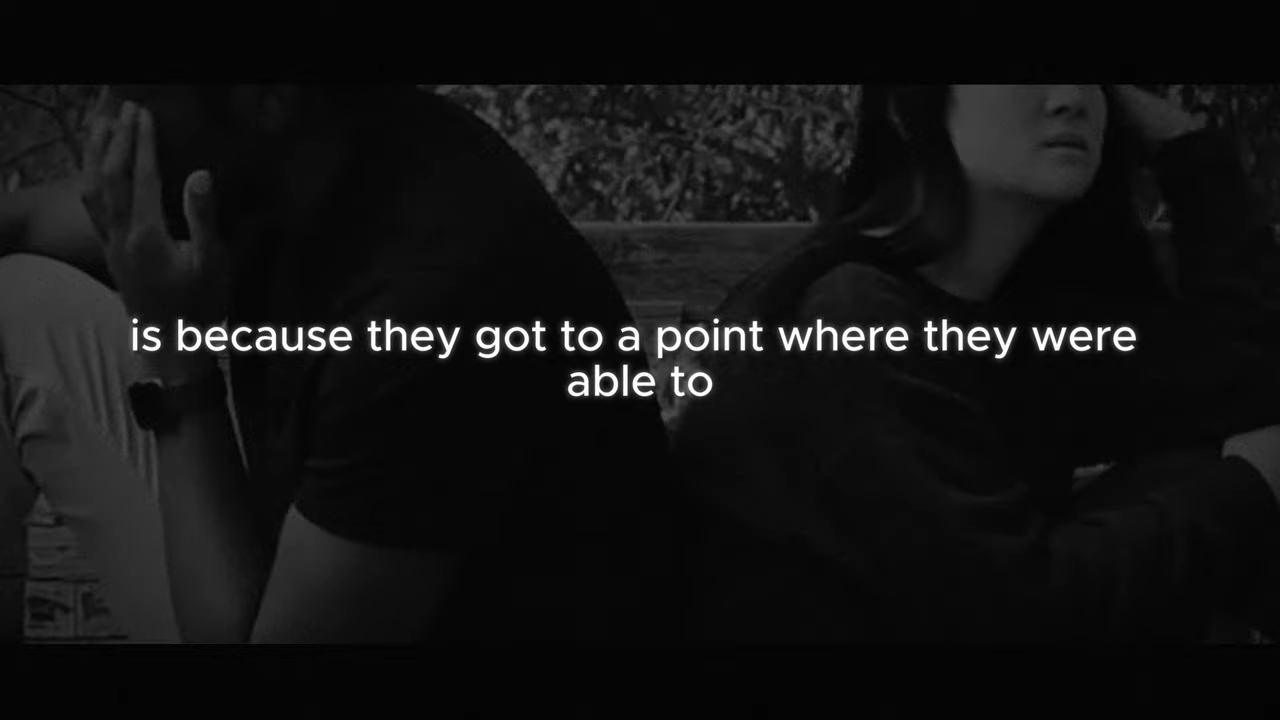 is because they got to a point where they were
able to